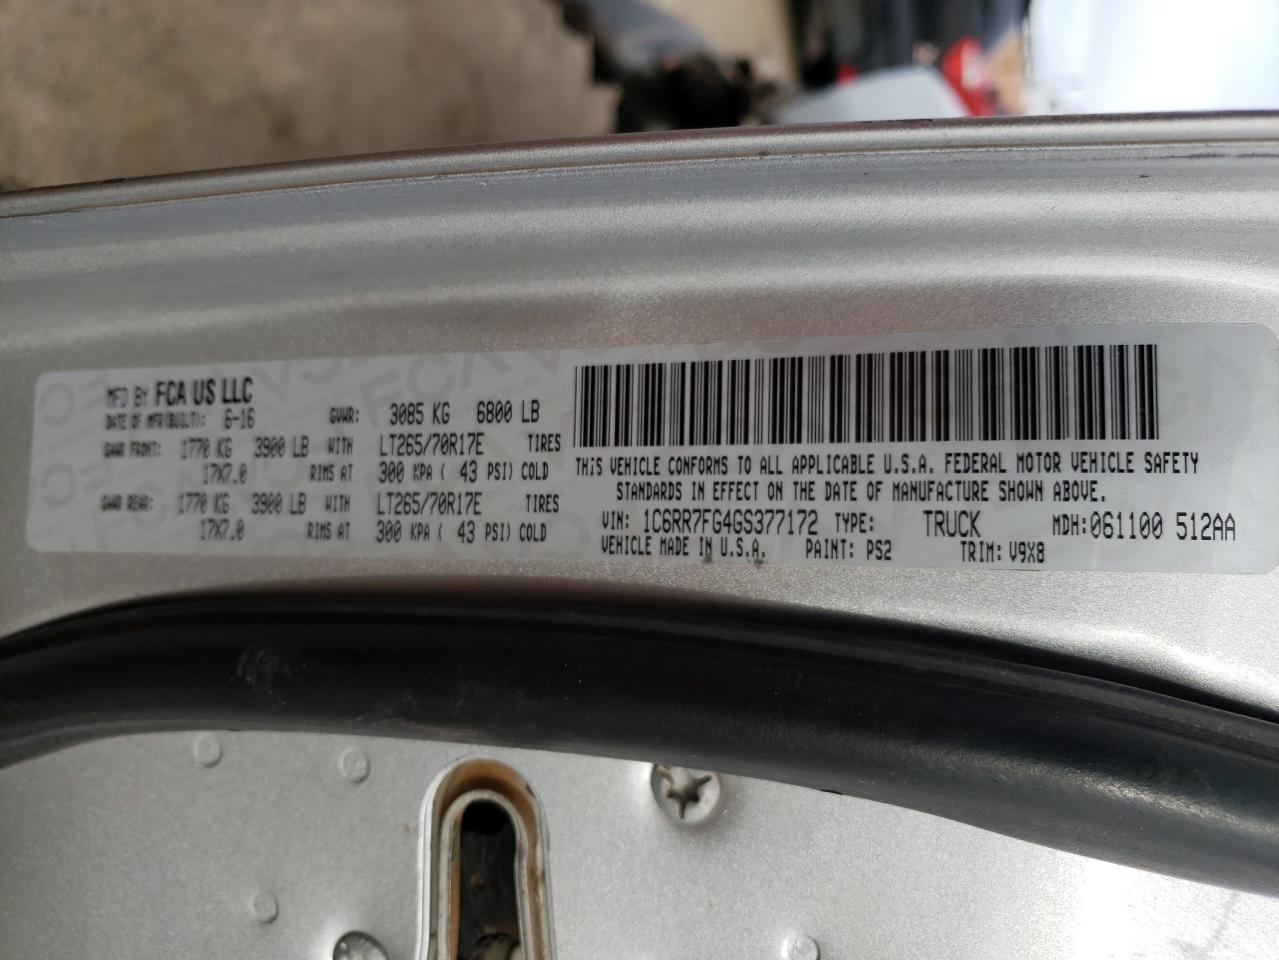 MFD BY FCA US LLC
DATE OF MFR(BUILT): 6-16 GVWR: 3085 KG 6800 LB
GAWR FRONT: 1770 KG 3900 LB WITH LT265/70R17E TIRES
17X7.0 RIMS AT 300 KPA ( 43 PSI) COLD
GAWR REAR: 1770 KG 3900 LB WITH LT265/70R17E TIRES
17X7.0 RIMS AT 300 KPA ( 43 PSI) COLD
THIS VEHICLE CONFORMS TO ALL APPLICABLE U.S.A. FEDERAL MOTOR VEHICLE SAFETY
STANDARDS IN EFFECT ON THE DATE OF MANUFACTURE SHOWN ABOVE.
VIN: 1C6RR7FG4GS377172 TYPE: TRUCK MDH: 061100 512AA
VEHICLE MADE IN U.S.A. PAINT: PS2 TRIM: V9X8